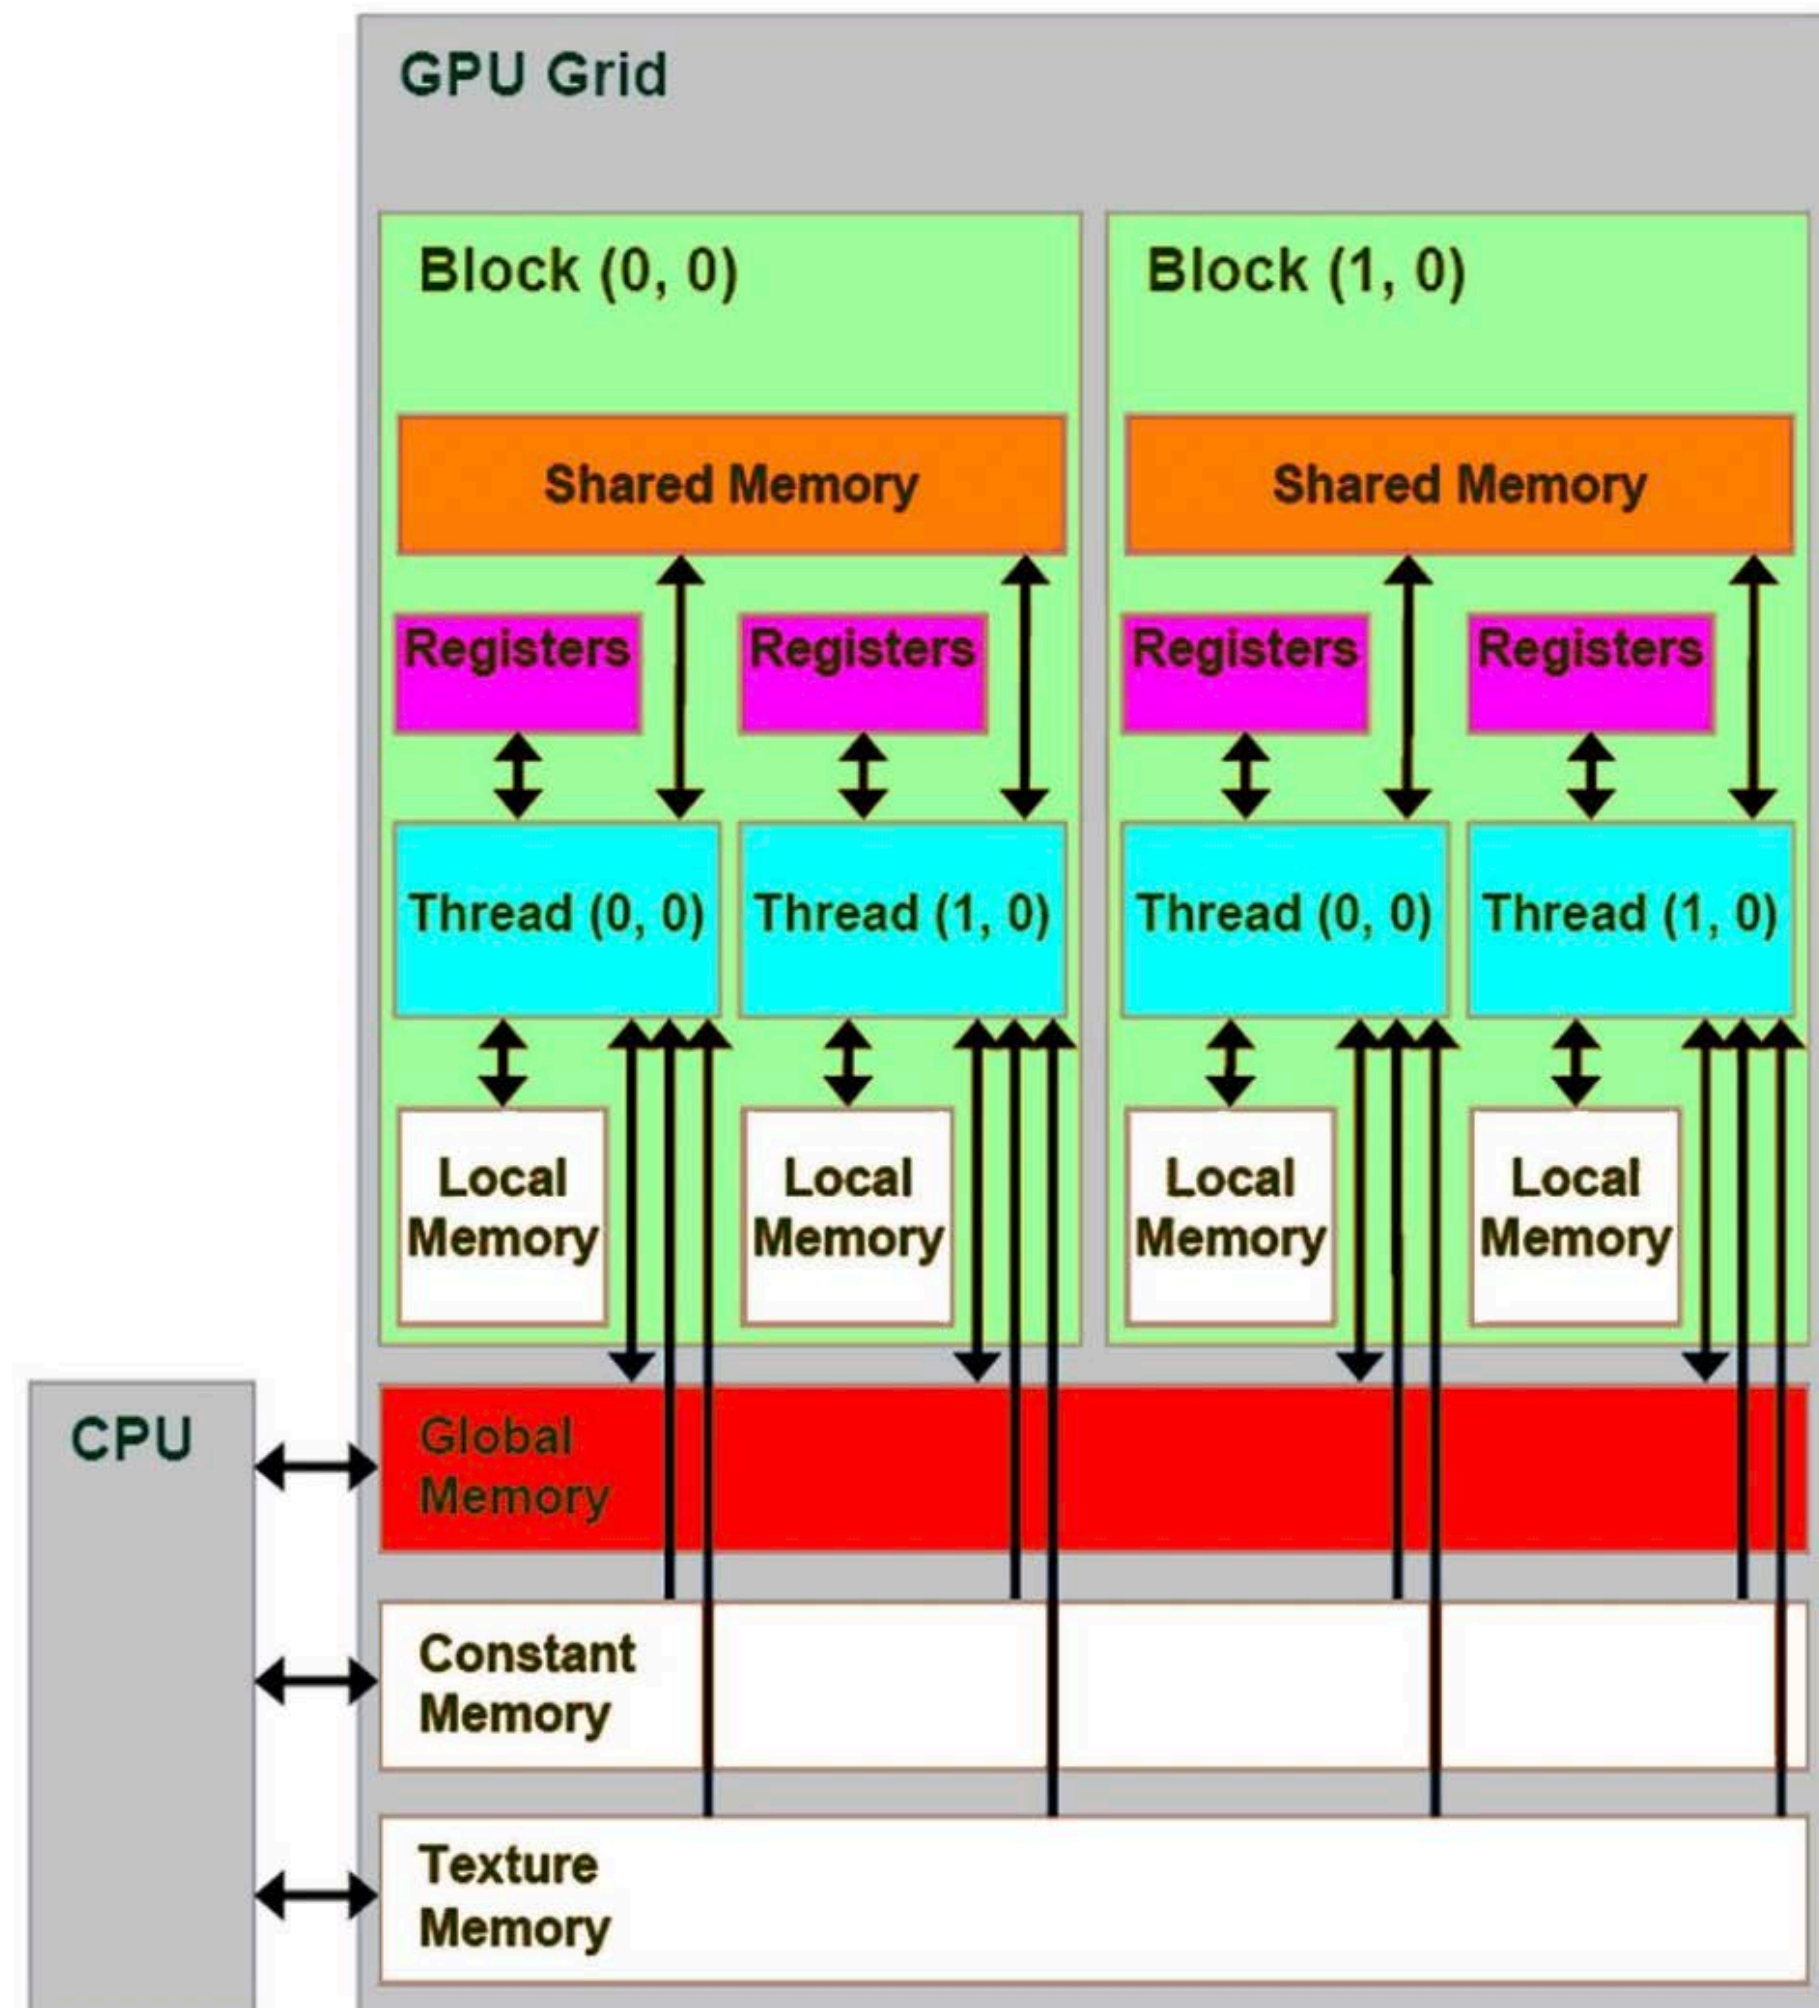 GPU Grid
Block (0, 0)
Block (1, 0)
Shared Memory
Shared Memory
Registers
Registers
Registers
Registers
Thread (0, 0)
Thread (1, 0)
Thread (0, 0)
Thread (1, 0)
Local
Memory
Local
Memory
Local
Memory
Local
Memory
CPU
Global
Memory
Constant
Memory
Texture
Memory